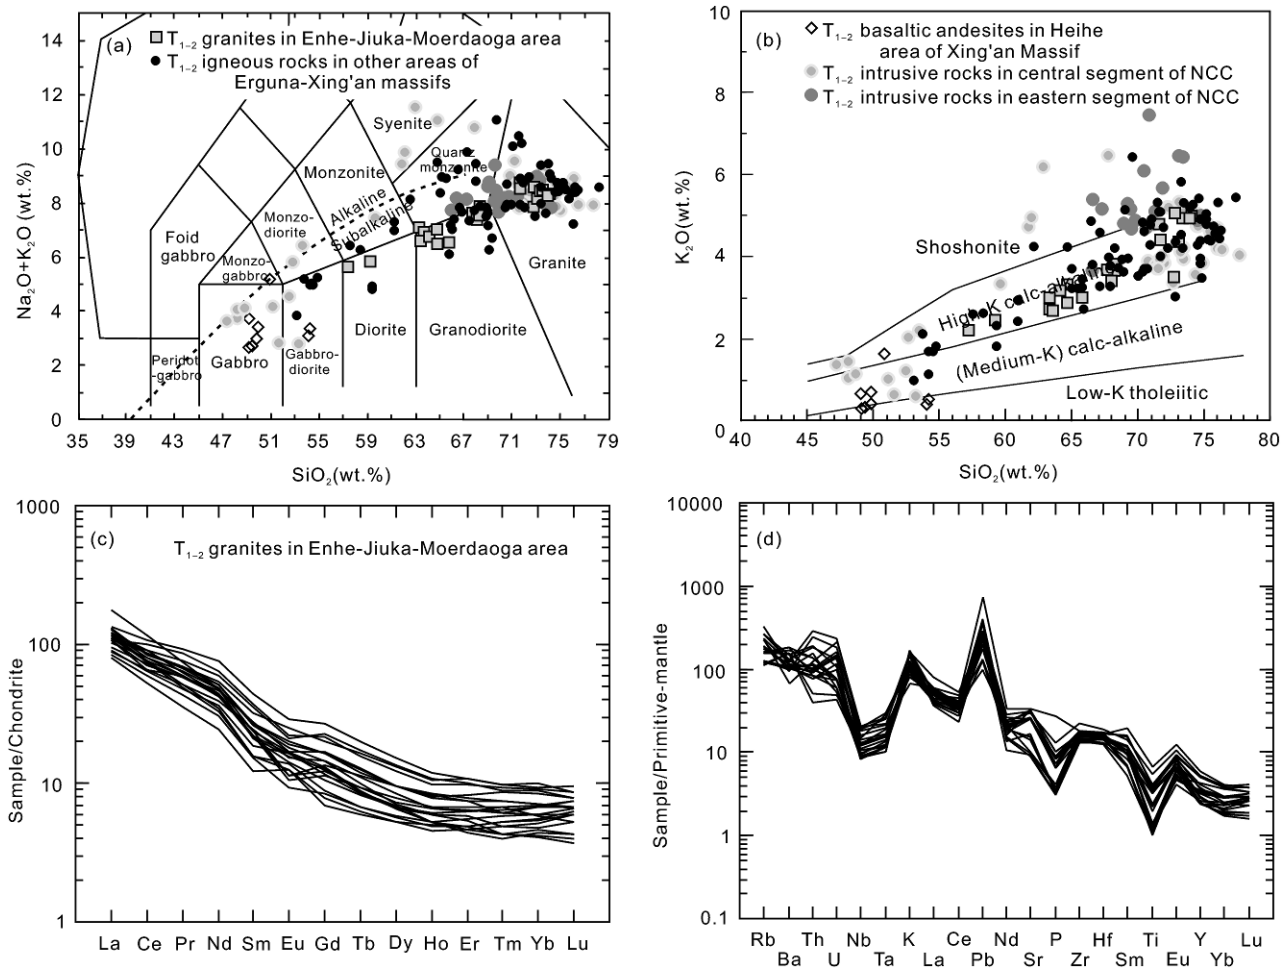 (a)
T1–2 granites in Enhe-Jiuka-Moerdaoga area
T1–2 igneous rocks in other areas of
Erguna-Xing'an massifs
14
12
10
8
6
4
2
0
Na2O+K2O (wt.%)
Syenite
Quartz
monzonite
Monzonite
Alkaline
Subalkaline
Monzo-
diorite
Foid
gabbro
Monzo-
gabbro
Granite
Peridot
-gabbro
Gabbro
Gabbro-
diorite
Diorite
Granodiorite
35 39 43 47 51 55 59 63 67 71 75 79
SiO2(wt.%)
(b)
T1–2 basaltic andesites in Heihe
area of Xing'an Massif
T1–2 intrusive rocks in central segment of NCC
T1–2 intrusive rocks in eastern segment of NCC
10
8
6
4
2
0
K2O(wt.%)
Shoshonite
High-K calc-alkaline
(Medium-K) calc-alkaline
Low-K tholeiitic
40 45 50 55 60 65 70 75 80
SiO2(wt.%)
(c)
T1–2 granites in Enhe-Jiuka-Moerdaoga area
1000
100
10
1
Sample/Chondrite
La Ce Pr Nd Sm Eu Gd Tb Dy Ho Er Tm Yb Lu
(d)
10000
1000
100
10
1
0.1
Sample/Primitive-mantle
Rb Th Nb K Ce Nd P Hf Ti Y Lu
Ba U Ta La Pb Sr Zr Sm Eu Yb